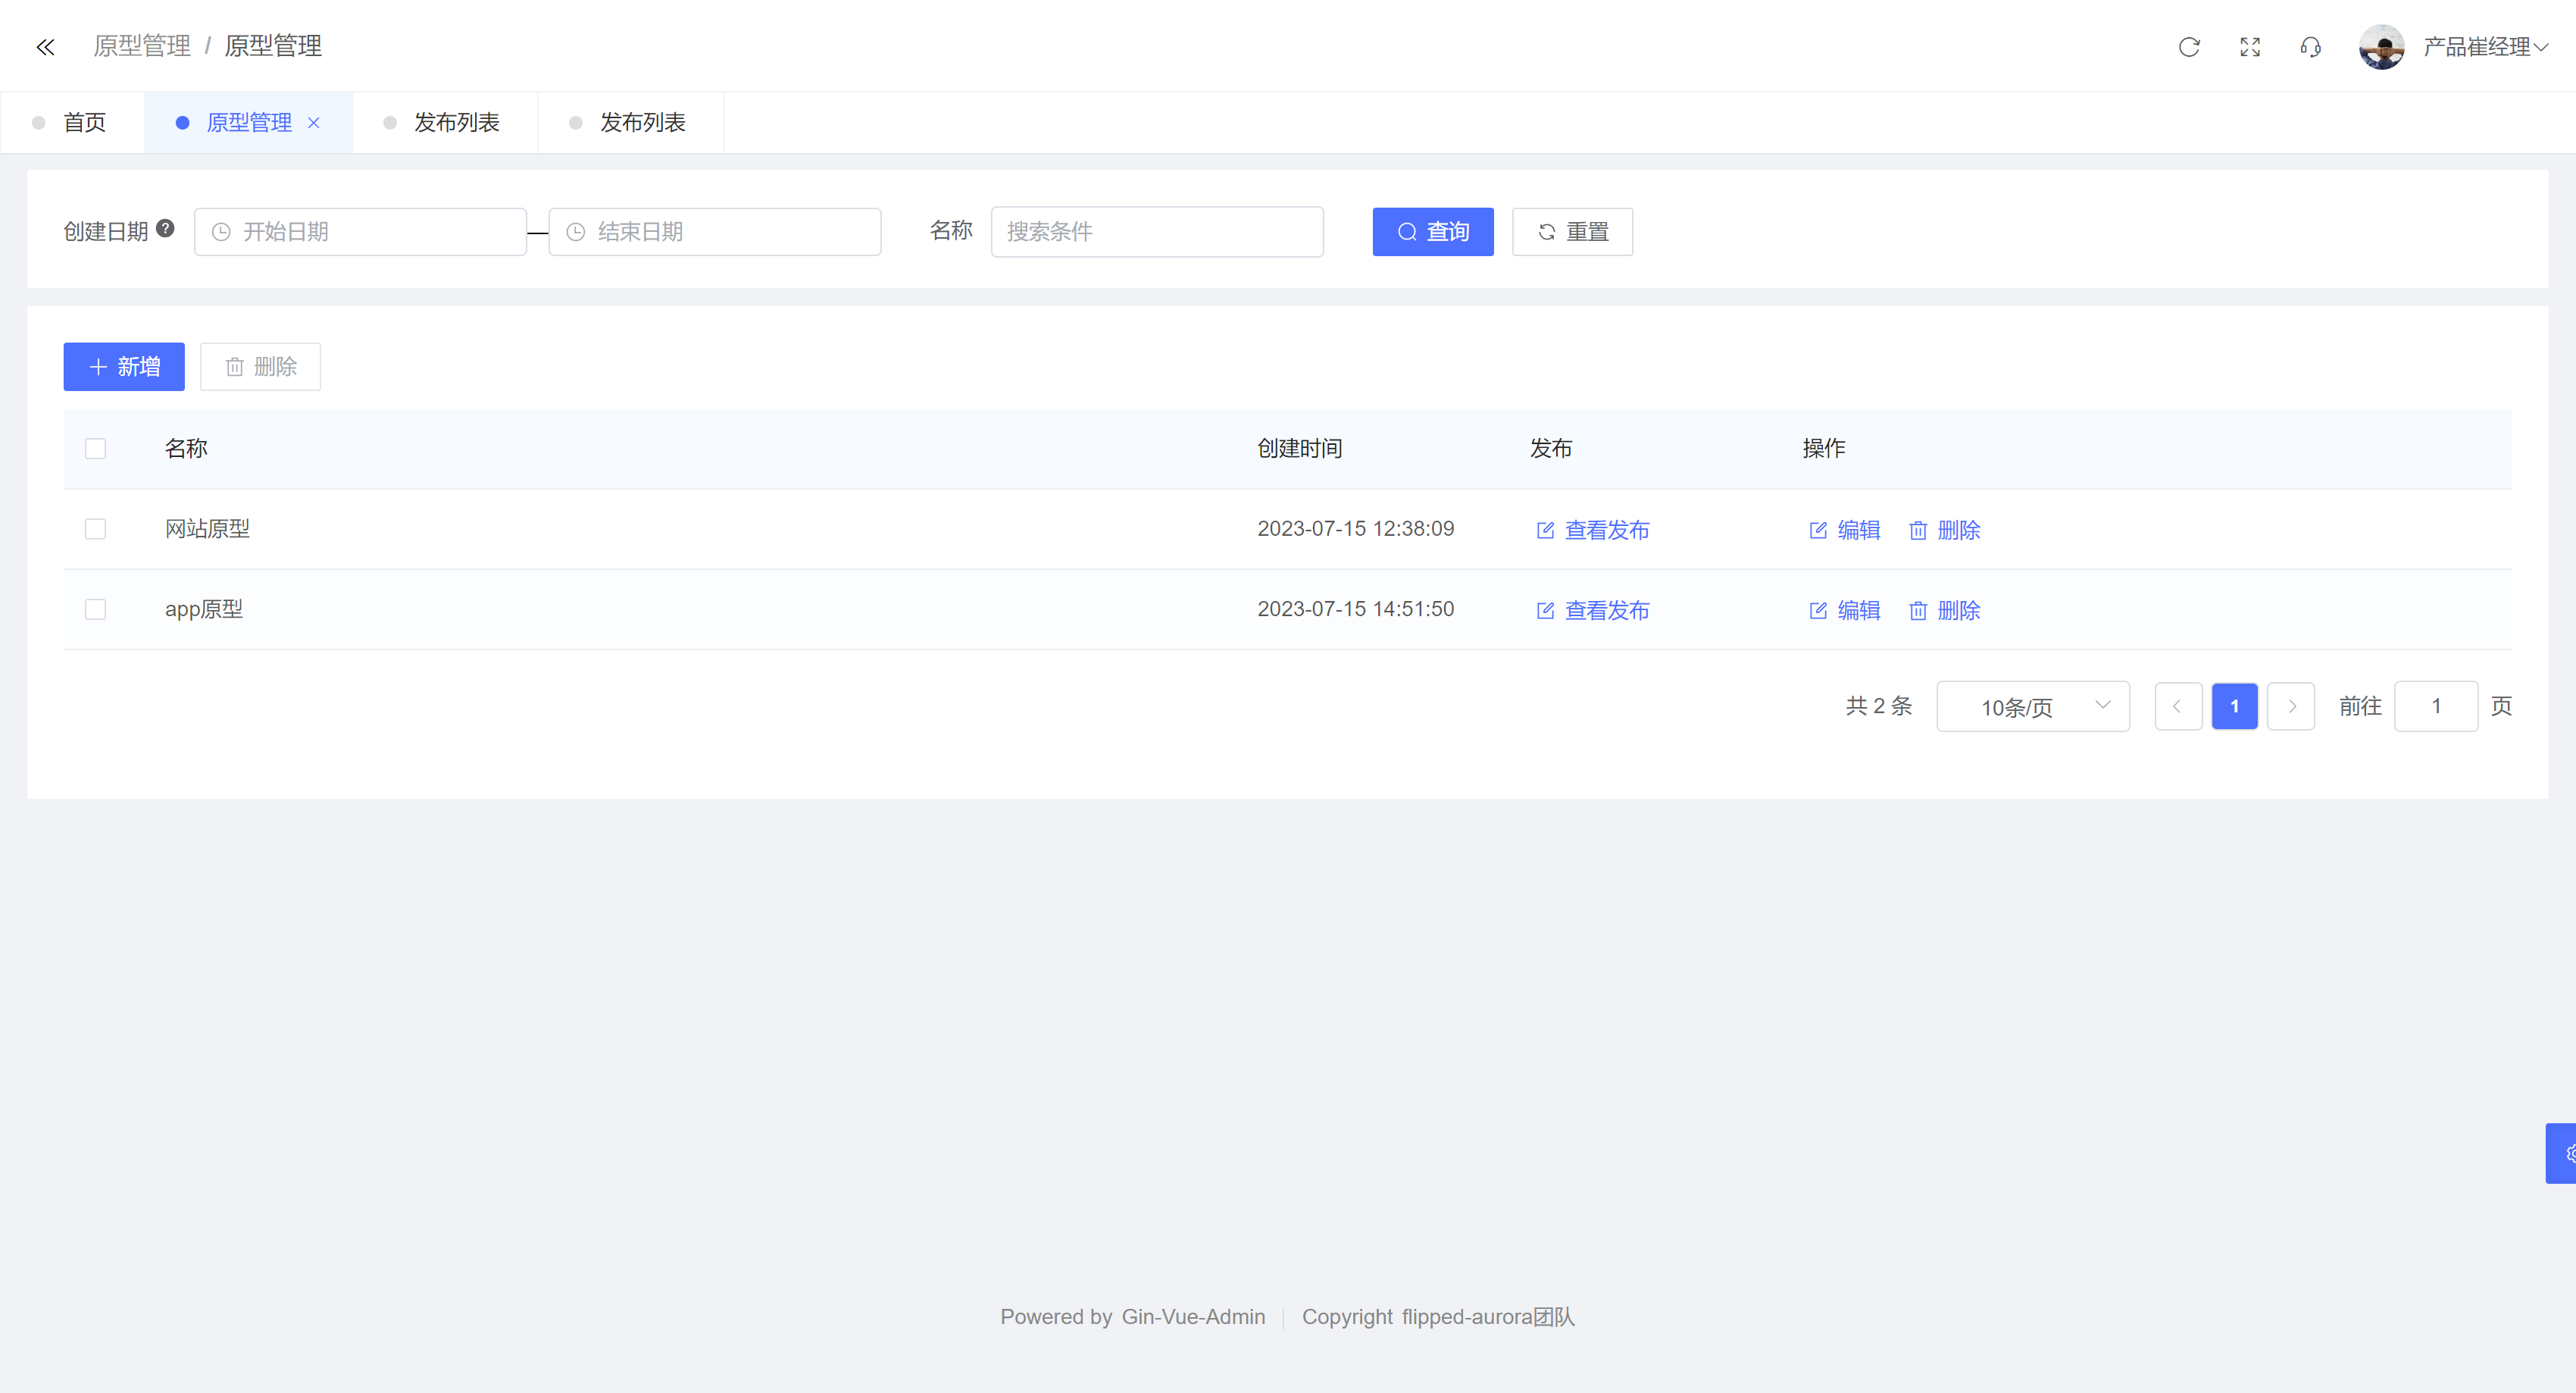 原型管理 / 原型管理
产品崔经理
首页
原型管理
发布列表
发布列表
创建日期 ? 开始日期 — 结束日期 名称 搜索条件 查询 重置
新增 删除
名称 创建时间 发布 操作
网站原型 2023-07-15 12:38:09 查看发布 编辑 删除
app原型 2023-07-15 14:51:50 查看发布 编辑 删除
共 2 条 10条/页 1 前往 1 页
Powered by Gin-Vue-Admin Copyright flipped-aurora团队